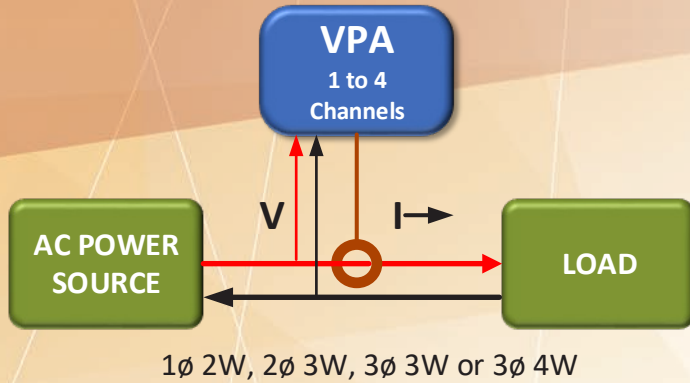 VPA
1 to 4
Channels
V
I
AC POWER
SOURCE
LOAD
1ø 2W, 2ø 3W, 3ø 3W or 3ø 4W